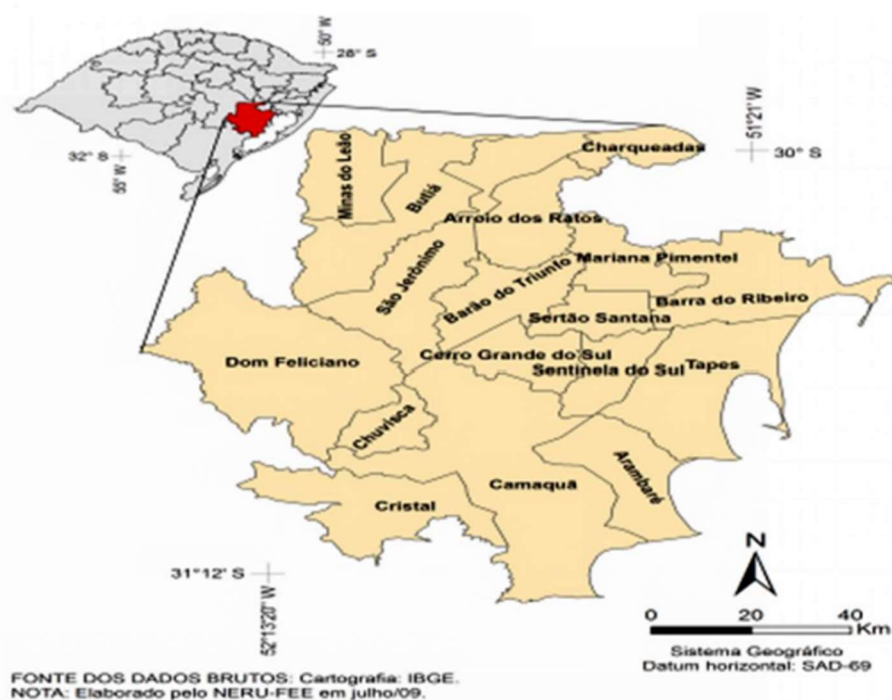 50° W
28° S
32° S
55° W
51°21' W
30° S
Charqueadas
Minas do Leão
Butiá
Arroio dos Ratos
São Jerônimo
Mariana Pimentel
Barão do Triunfo
Barra do Ribeiro
Sertão Santana
Cerro Grande do Sul
Dom Feliciano
Sentinela do Sul
Tapes
Chuvisca
Arambaré
Camaquã
Cristal
31°12' S
52°13'20" W
N
0 20 40
Km
Sistema Geográfico
Datum horizontal: SAD-69
FONTE DOS DADOS BRUTOS: Cartografia: IBGE.
NOTA: Elaborado pelo NERU-FEE em julho/09.